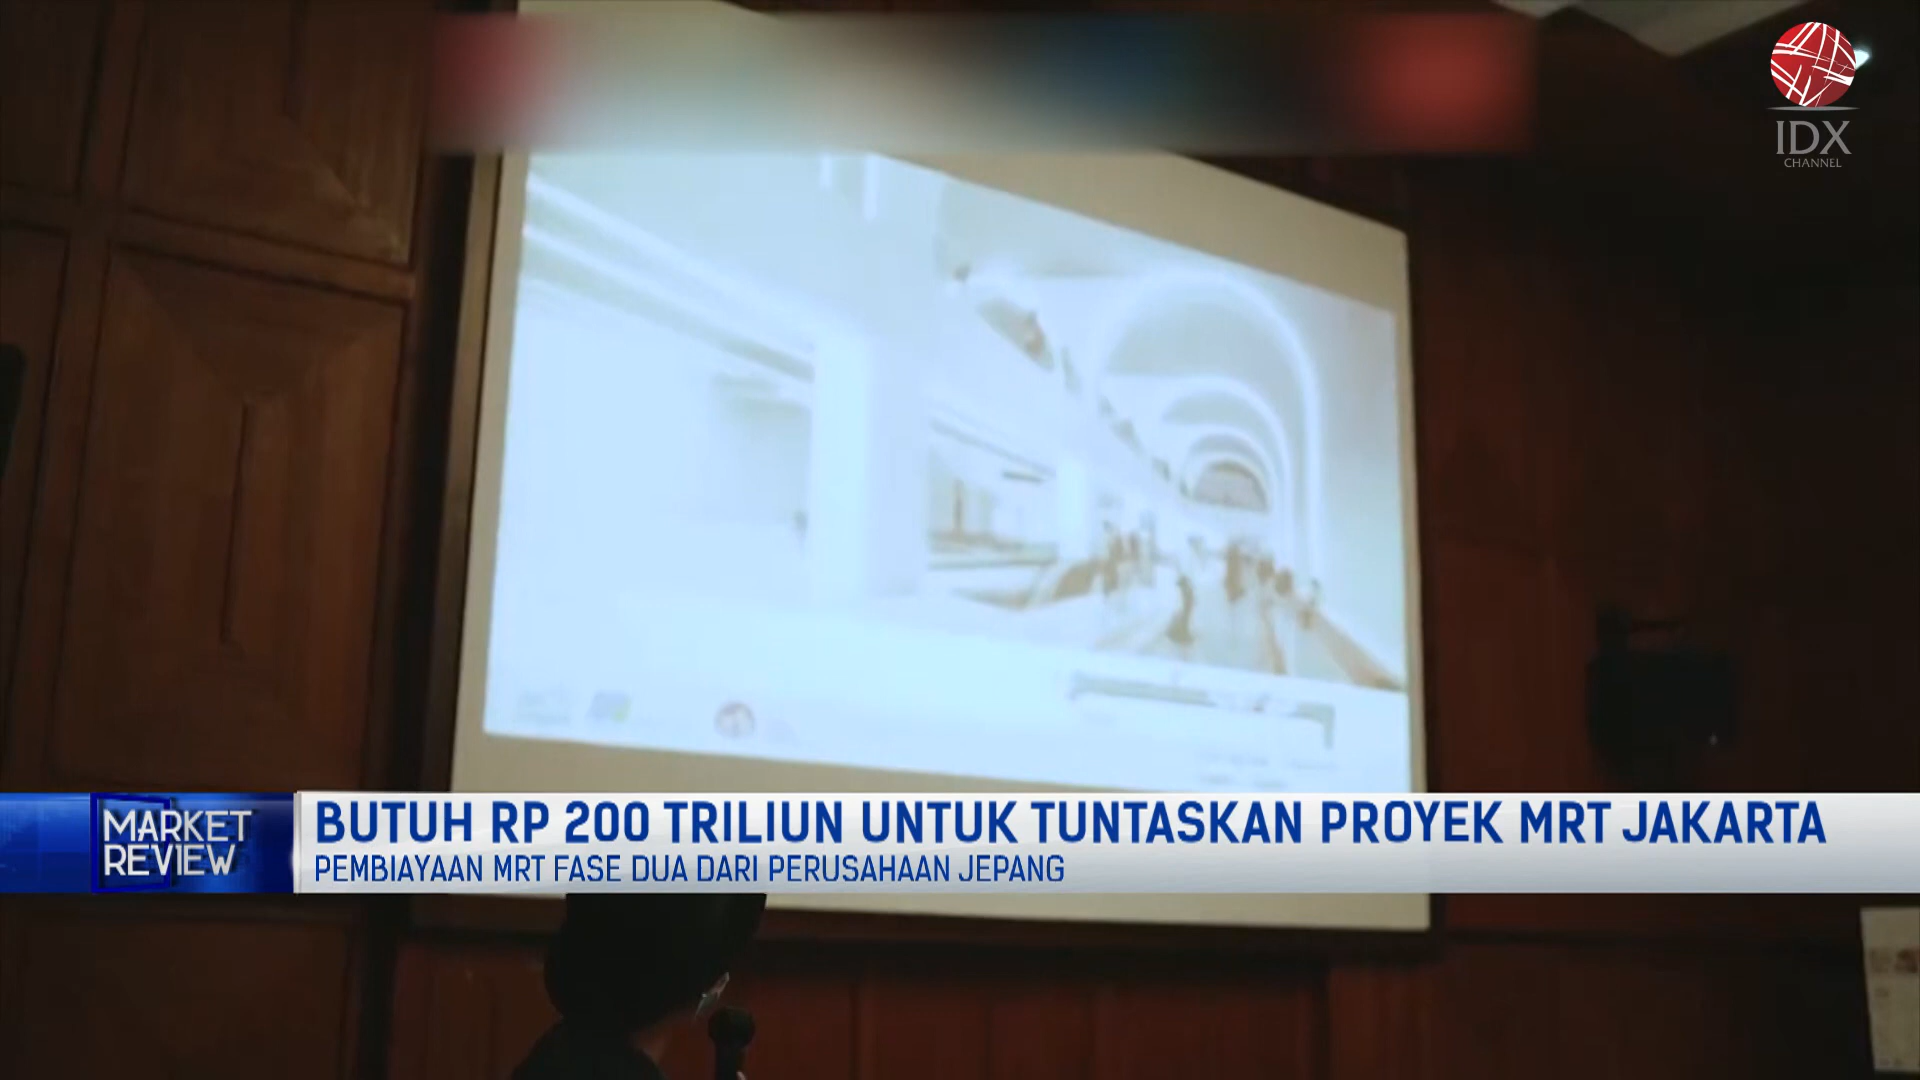 IDX
CHANNEL
MARKET
REVIEW
BUTUH RP 200 TRILIUN UNTUK TUNTASKAN PROYEK MRT JAKARTA
PEMBIAYAAN MRT FASE DUA DARI PERUSAHAAN JEPANG